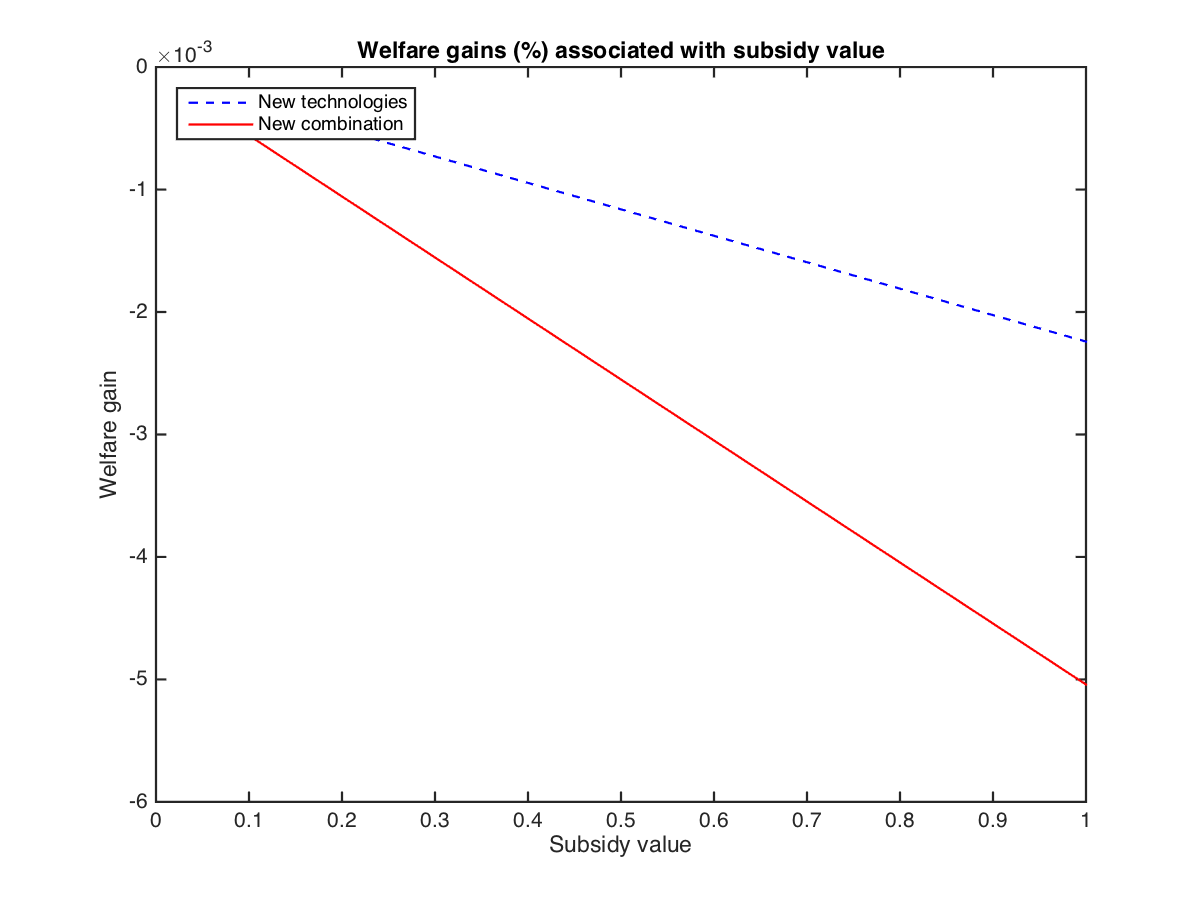 Welfare gains (%) associated with subsidy value
×10-3
0
-1
-2
-3
-4
-5
-6
New technologies
New combination
Welfare gain
0 0.1 0.2 0.3 0.4 0.5 0.6 0.7 0.8 0.9 1
Subsidy value